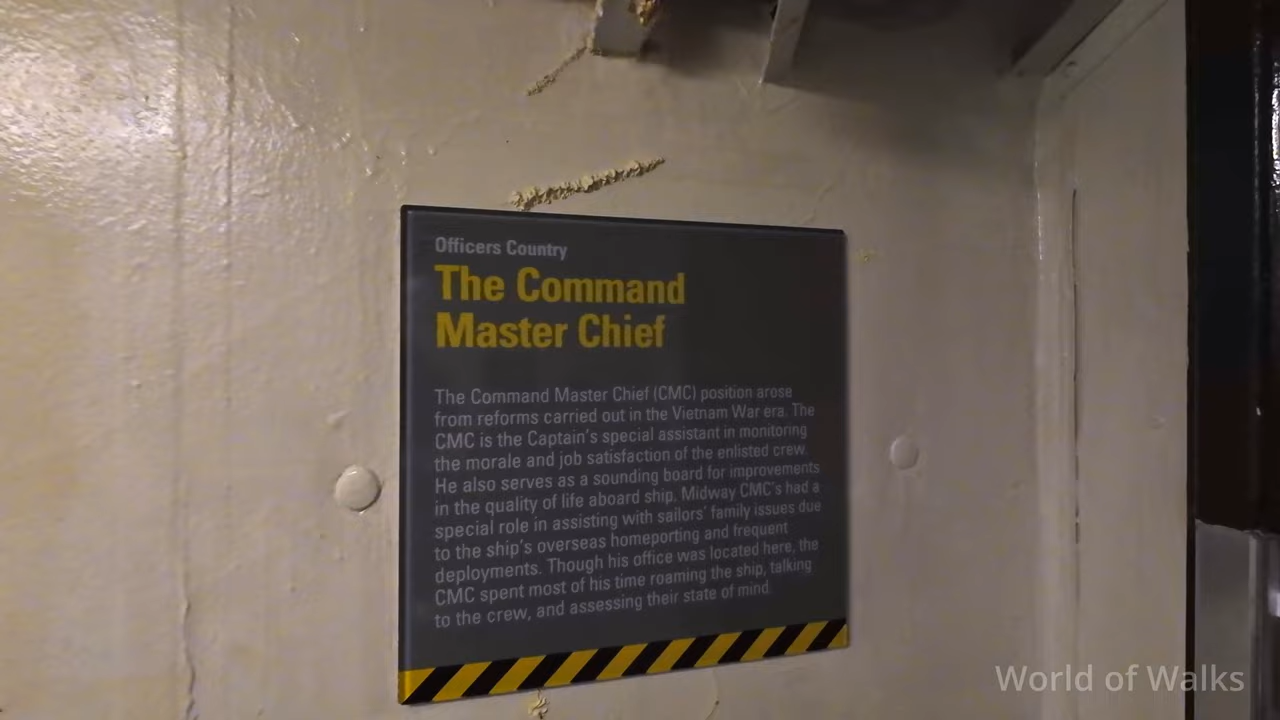 Officers Country
The Command
Master Chief
The Command Master Chief (CMC) position arose
from reforms carried out in the Vietnam War era. The
CMC is the Captain's special assistant in monitoring
the morale and job satisfaction of the enlisted crew.
He also serves as a sounding board for improvements
in the quality of life aboard ship. Midway CMC's had a
special role in assisting with sailors' family issues due
to the ship's overseas homeporting and frequent
deployments. Though his office was located here, the
CMC spent most of his time roaming the ship, talking
to the crew, and assessing their state of mind.
World of Walks